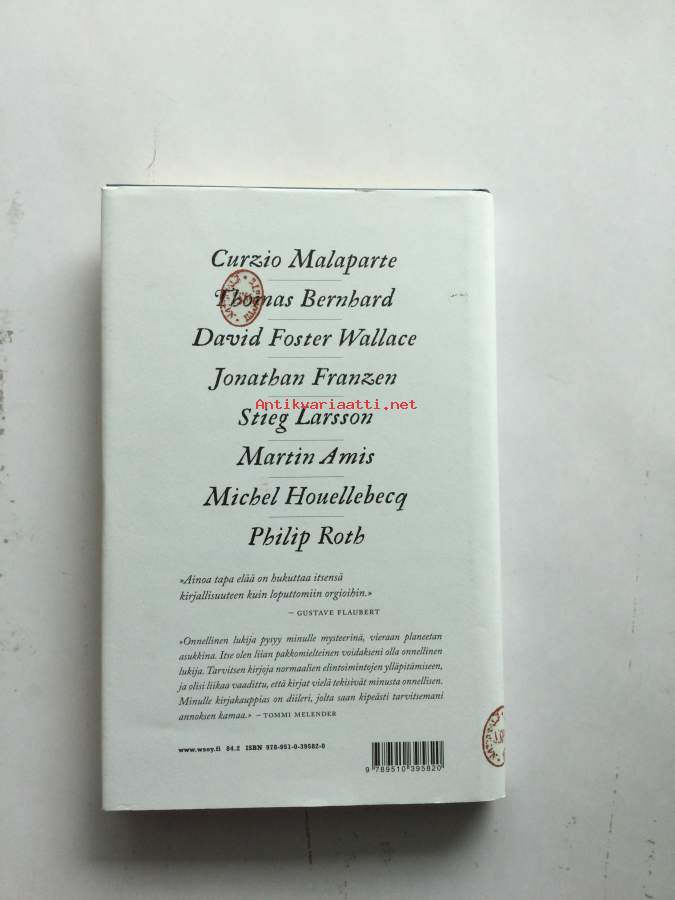 Curzio Malaparte
Thomas Bernhard
David Foster Wallace
Jonathan Franzen
Antikvariaatti.net
Stieg Larsson
Martin Amis
Michel Houellebecq
Philip Roth
»Ainoa tapa elää on hukuttaa itsensä
kirjallisuuteen kuin loputtomiin orgioihin.»
– GUSTAVE FLAUBERT
»Onnellinen lukija pysyy minulle mysteerinä, vieraan planeetan
asukkina. Itse olen liian pakkomielteinen voidakseni olla onnellinen
lukija. Tarvitsen kirjoja normaalien elintoimintojen ylläpitämiseen,
ja olisi liikaa vaadittu, että kirjat vielä tekisivät minusta onnellisen.
Minulle kirjakauppias on diileri, jolta saan kipeästi tarvitsemani
annoksen kamaa.» – TOMMI MELENDER
www.wsoy.fi 84.2 ISBN 978-951-0-39582-0
9 789510 395820